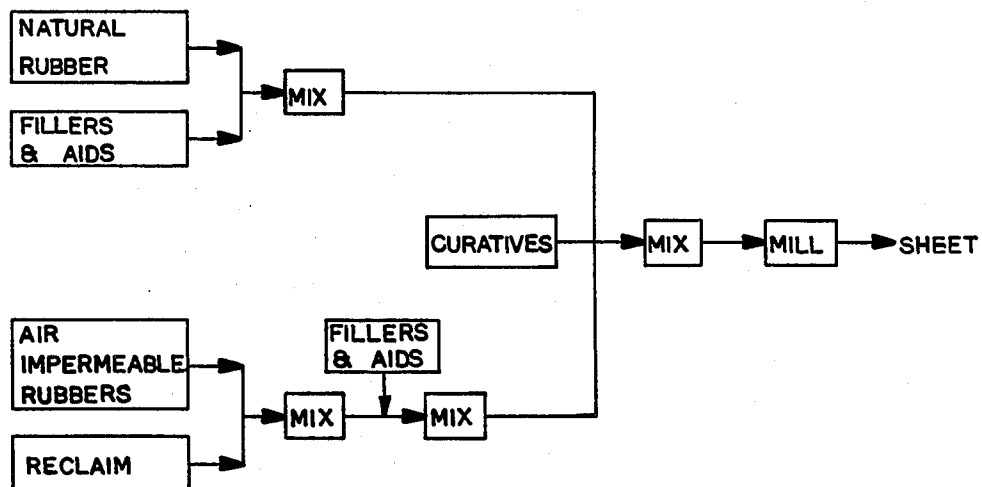 NATURAL
RUBBER
FILLERS
& AIDS
MIX
CURATIVES
MIX
MILL
SHEET
AIR
IMPERMEABLE
RUBBERS
RECLAIM
MIX
FILLERS
& AIDS
MIX